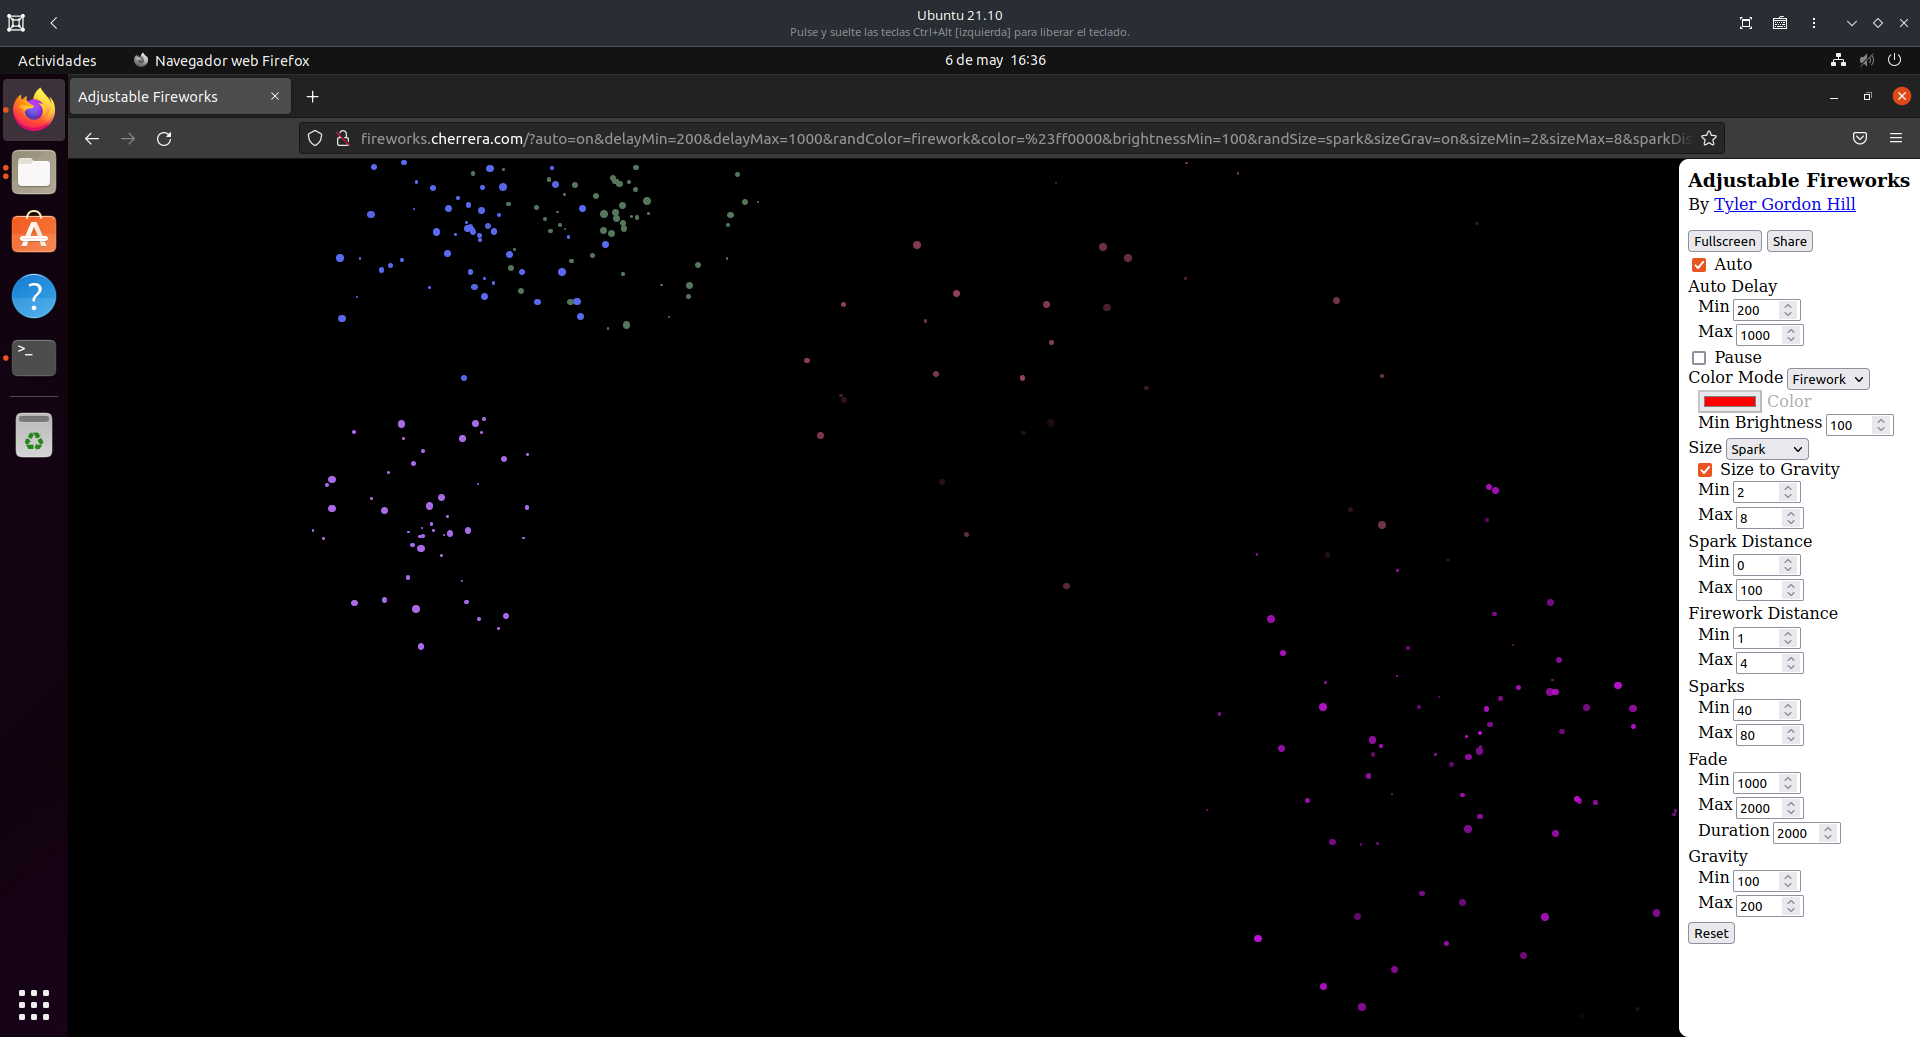 Ubuntu 21.10
Pulse y suelte las teclas Ctrl+Alt [izquierda] para liberar el teclado.
Actividades
Navegador web Firefox
6 de may 16:36
Adjustable Fireworks
fireworks.cherrera.com/?auto=on&delayMin=200&delayMax=1000&randColor=firework&color=%23ff0000&brightnessMin=100&randSize=spark&sizeGrav=on&sizeMin=2&sizeMax=8&sparkDis
Adjustable Fireworks
By Tyler Gordon Hill
Fullscreen Share
Auto
Auto Delay
Min 200
Max 1000
Pause
Color Mode Firework
Color
Min Brightness 100
Size Spark
Size to Gravity
Min 2
Max 8
Spark Distance
Min 0
Max 100
Firework Distance
Min 1
Max 4
Sparks
Min 40
Max 80
Fade
Min 1000
Max 2000
Duration 2000
Gravity
Min 100
Max 200
Reset